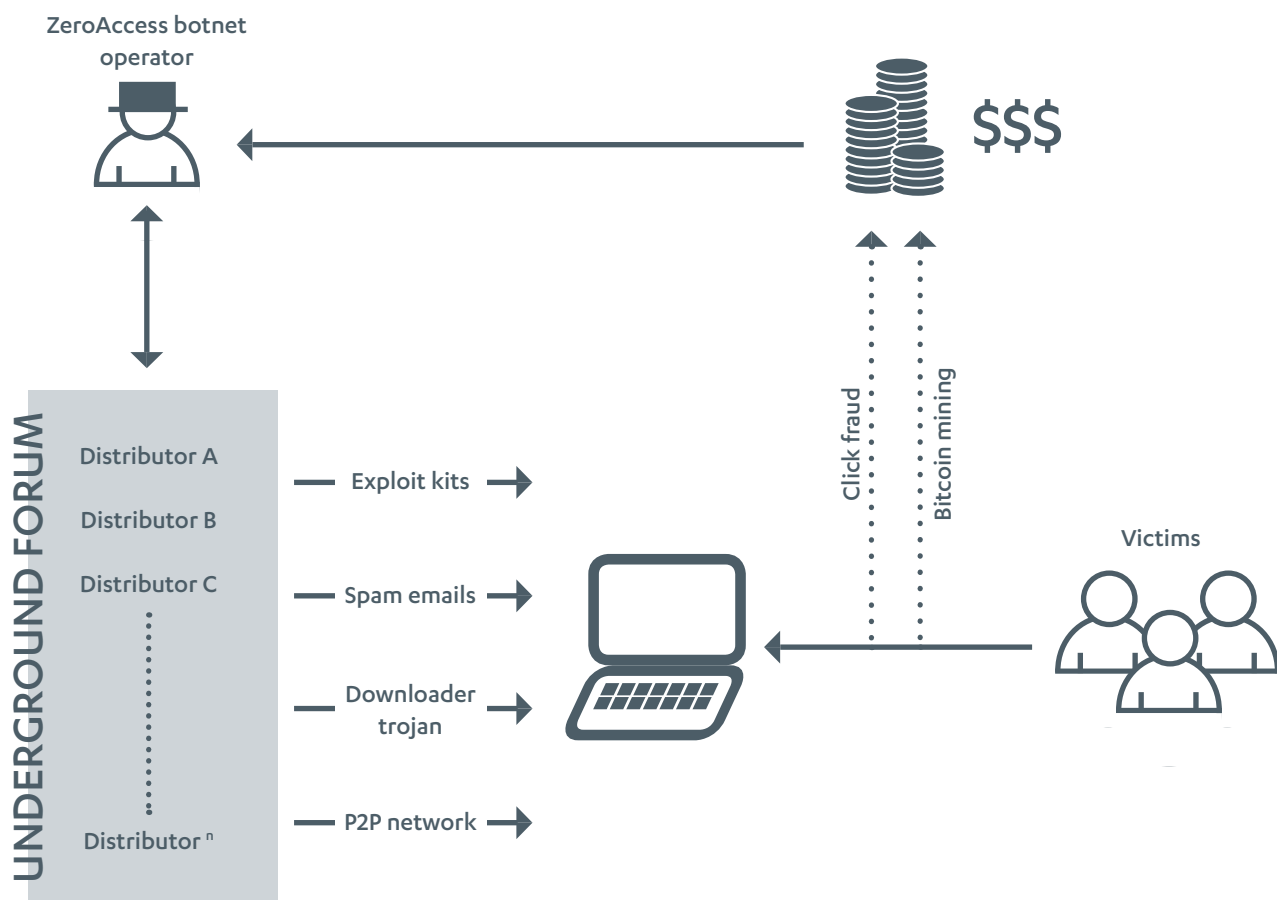 ZeroAccess botnet
operator
$$$
Click fraud
Bitcoin mining
UNDERGROUND FORUM
Distributor A
Distributor B
Distributor C
Distributor ⁿ
Exploit kits
Spam emails
Downloader
trojan
P2P network
Victims